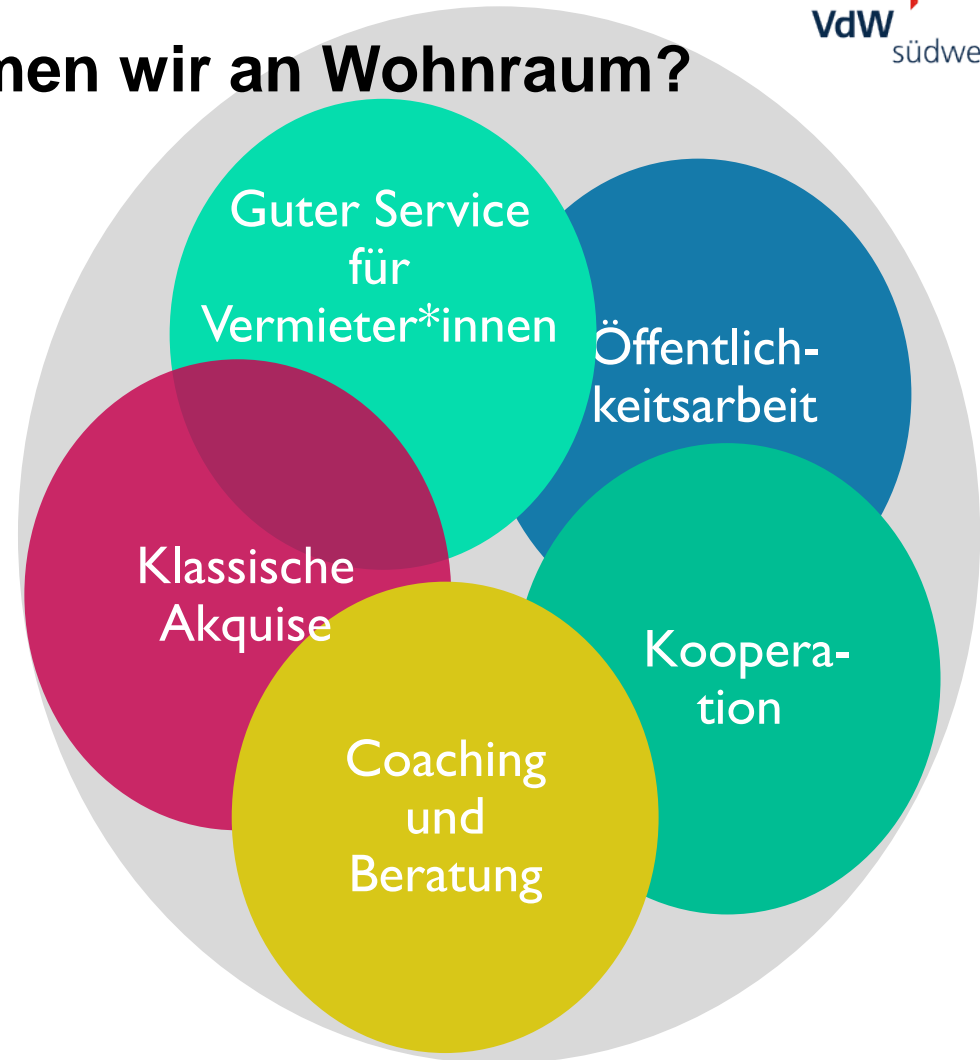 VdW
südwe
men wir an Wohnraum?
Guter Service
für
Vermieter*innen
Öffentlich-
keitsarbeit
Klassische
Akquise
Koopera-
tion
Coaching
und
Beratung